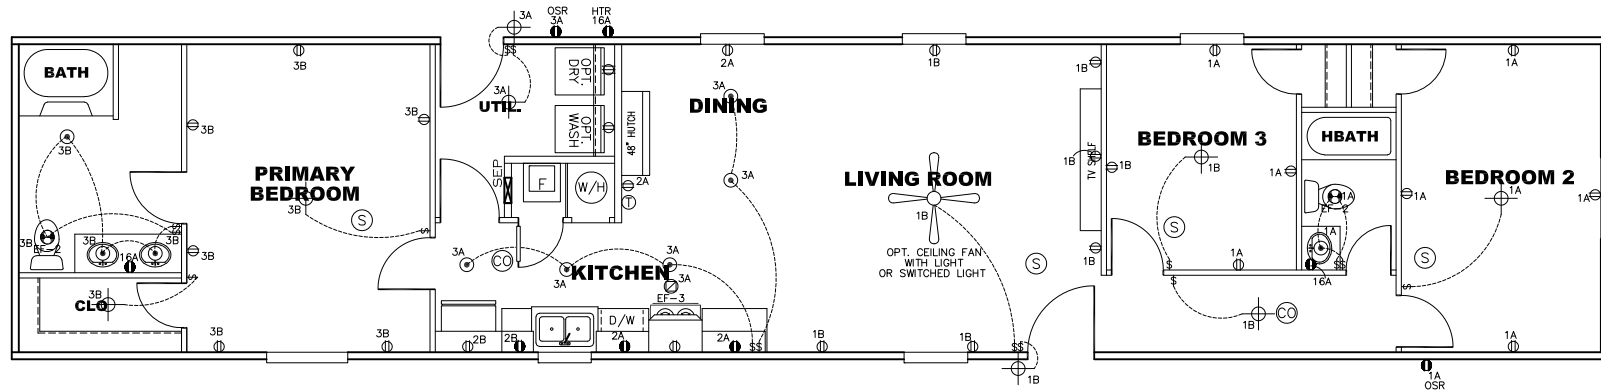 3A
OSR
3A
HTR
16A
$$
3B
2A
1B
1A
1A
BATH
1B
OPT.
DRY.
3A
3A
UTIL.
DINING
48" HUTCH
3B
3B
OPT.
WASH
3B
BEDROOM 3
HBATH
PRIMARY
BEDROOM
3B
SEP
F
W/H
2A
T
3A
LIVING ROOM
1B
TV SHELF
1B
1B
1B
1A
1A
EF-2
1A
BEDROOM 2
1A
1A
S
S
$
$
3B
EF-2
3B
3B
16A
3B
$
3A
CO
3A
KITCHEN
3A
3A
EF-3
OPT. CEILING FAN
WITH LIGHT
OR SWITCHED LIGHT
S
1B
S
$
$
1A
1A
$$
16A
S
$
CLO
3B
3B
3B
2B
2B
D/W
2A
2A
$$
1B
1B
$$
1B
1B
CO
1A
1A
OSR